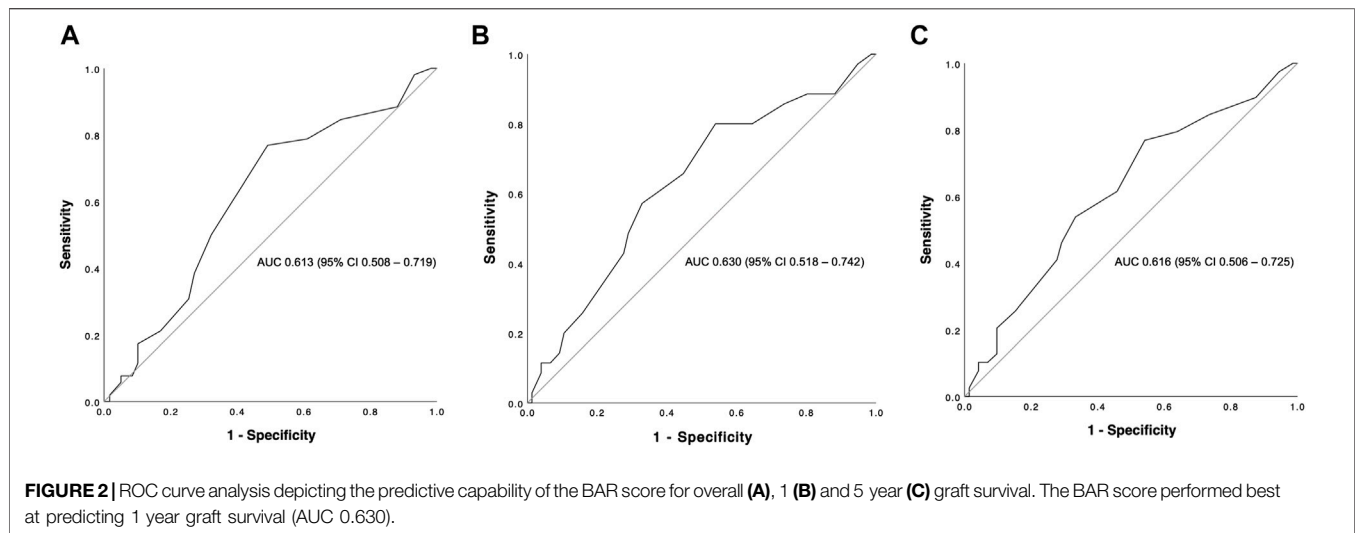 A
B
C
1.0
0.8
0.6
0.4
0.2
0.0
Sensitivity
AUC 0.613 (95% CI 0.508 – 0.719)
0.0 0.2 0.4 0.6 0.8 1.0
1 - Specificity
1.0
0.8
0.6
0.4
0.2
0.0
Sensitivity
AUC 0.630 (95% CI 0.518 – 0.742)
0.0 0.2 0.4 0.6 0.8 1.0
1 - Specificity
1.0
0.8
0.6
0.4
0.2
0.0
Sensitivity
AUC 0.616 (95% CI 0.506 – 0.725)
0.0 0.2 0.4 0.6 0.8 1.0
1 - Specificity
FIGURE 2 | ROC curve analysis depicting the predictive capability of the BAR score for overall (A), 1 (B) and 5 year (C) graft survival. The BAR score performed best
at predicting 1 year graft survival (AUC 0.630).